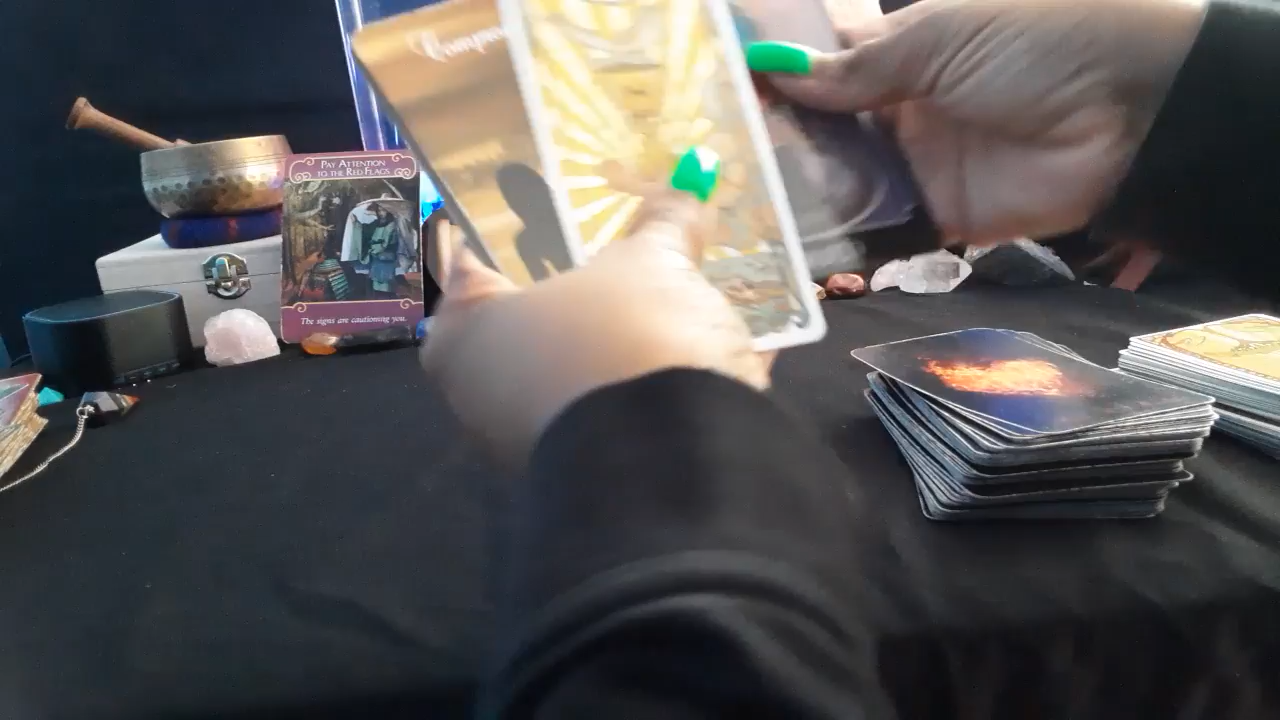 PAY ATTENTION
TO THE RED FLAGS
The signs are cautioning you.